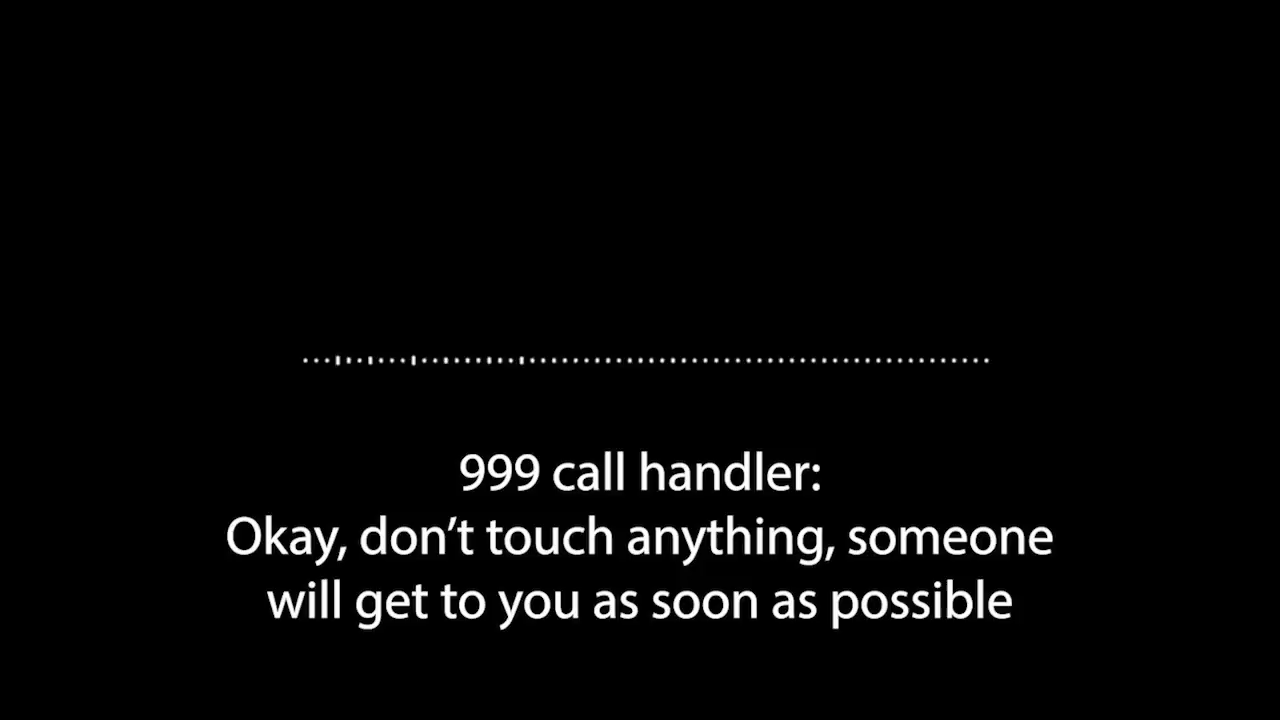 999 call handler:
Okay, don’t touch anything, someone
will get to you as soon as possible